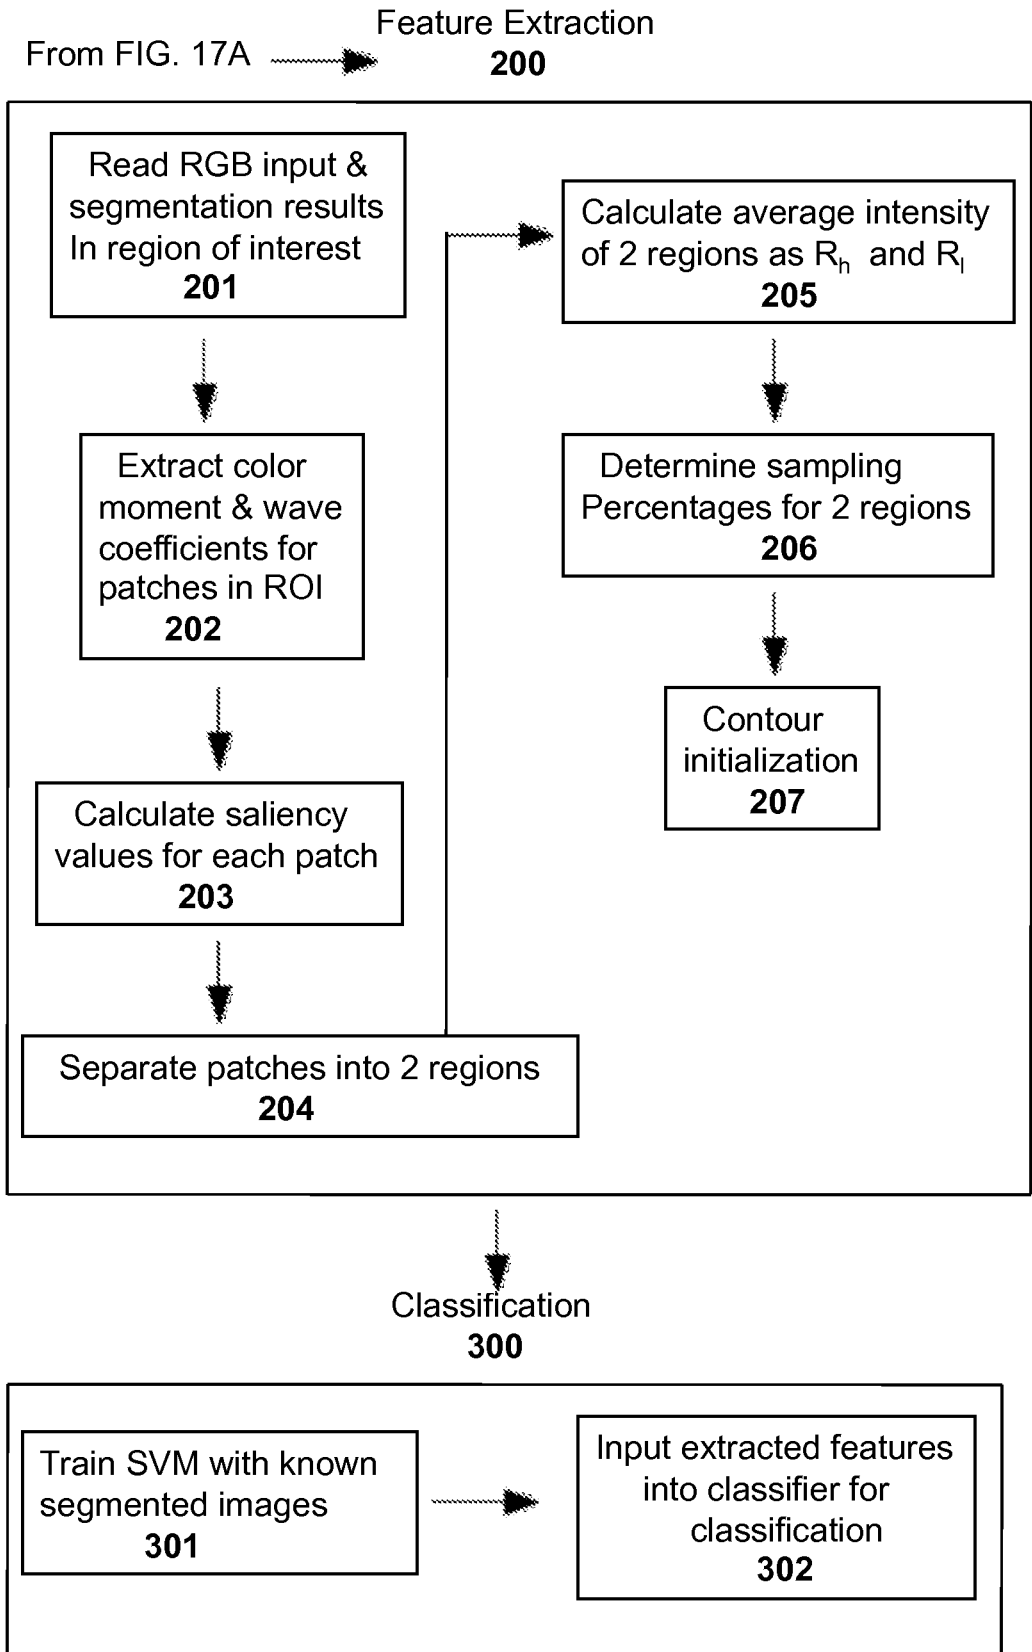 From FIG. 17A
Feature Extraction
200
Read RGB input &
segmentation results
In region of interest
201
Extract color
moment & wave
coefficients for
patches in ROI
202
Calculate saliency
values for each patch
203
Separate patches into 2 regions
204
Calculate average intensity
of 2 regions as Rh and Rl
205
Determine sampling
Percentages for 2 regions
206
Contour
initialization
207
Classification
300
Train SVM with known
segmented images
301
Input extracted features
into classifier for
classification
302